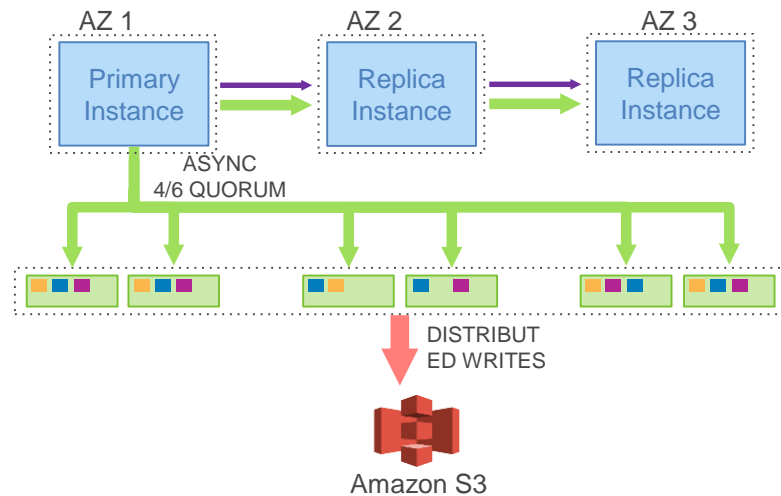 AZ 1
AZ 2
AZ 3
Primary
Instance
Replica
Instance
Replica
Instance
ASYNC
4/6 QUORUM
DISTRIBUT
ED WRITES
Amazon S3